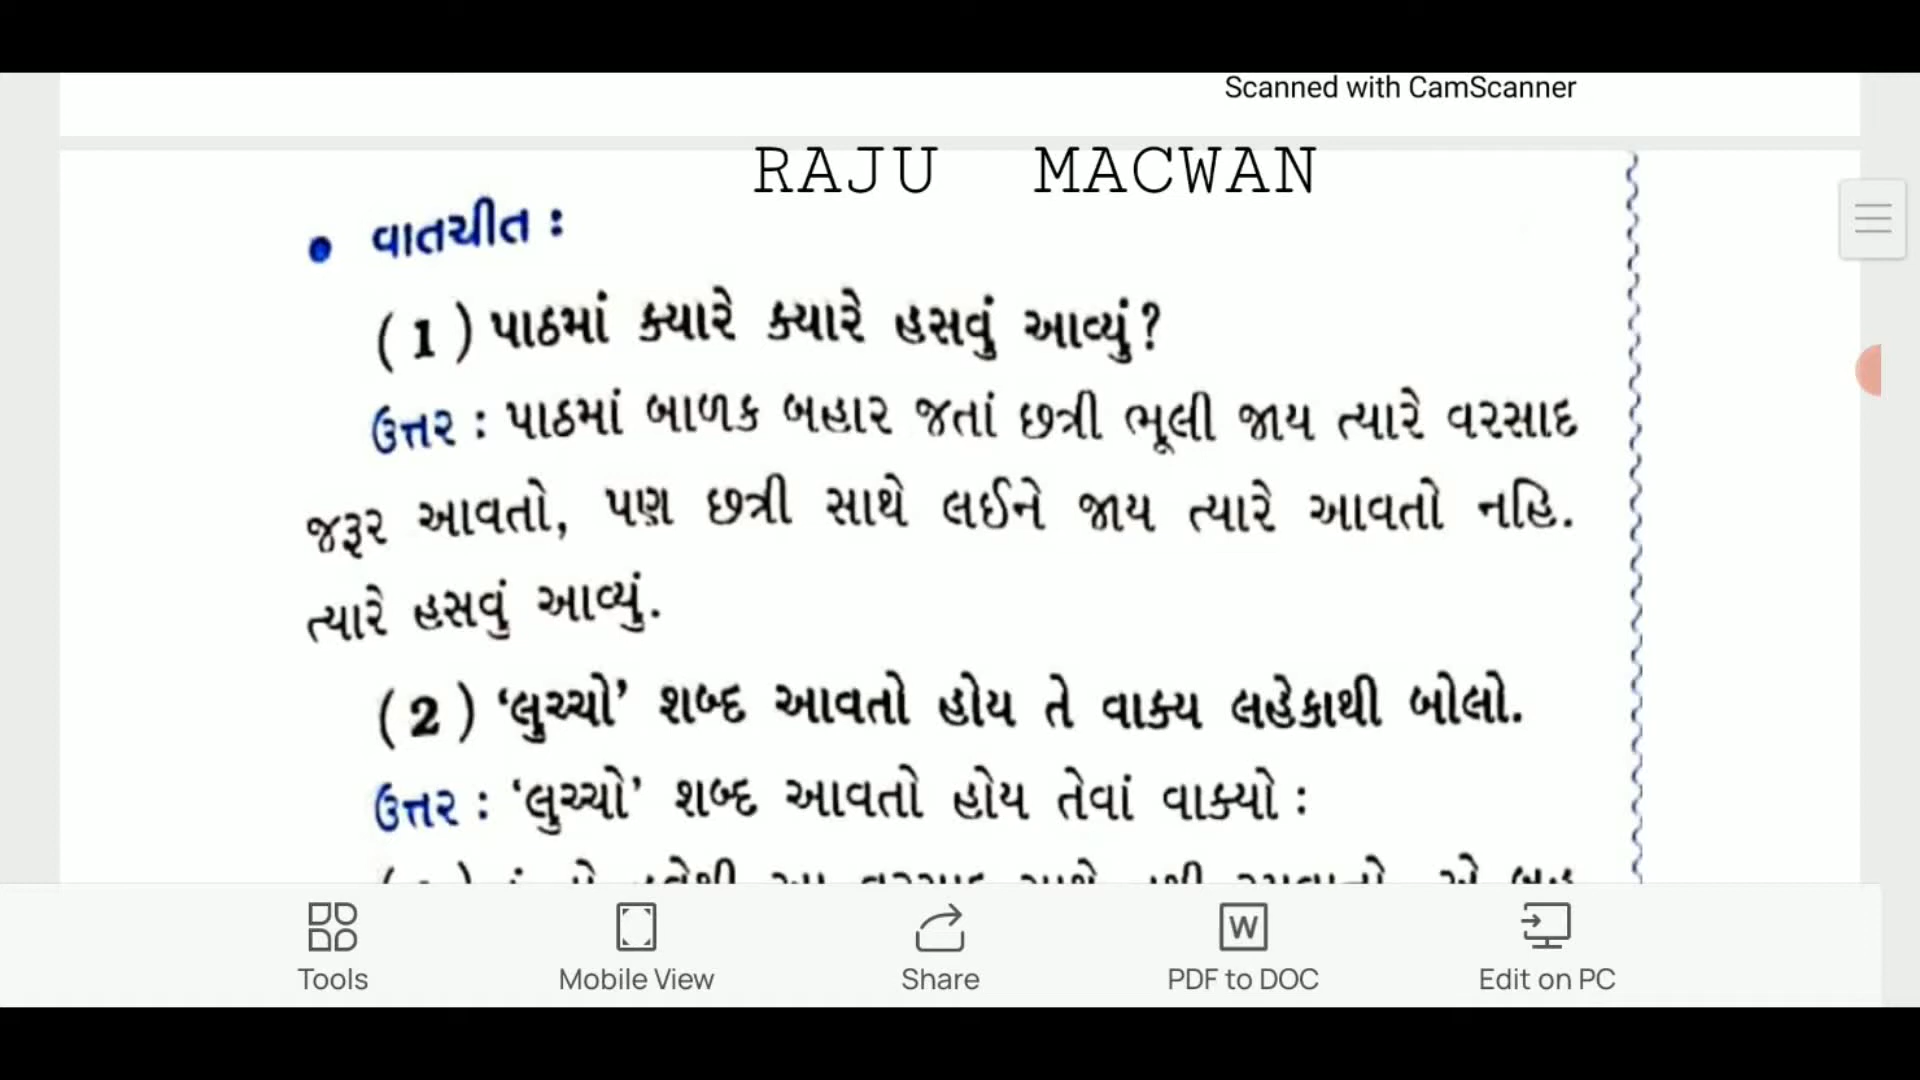 Scanned with CamScanner
RAJU MACWAN
• વાતચીત :
(1) પાઠમાં ક્યારે ક્યારે હસવું આવ્યું?
ઉત્તર : પાઠમાં બાળક બહાર જતાં છત્રી ભૂલી જાય ત્યારે વરસાદ
જરૂર આવતો, પણ છત્રી સાથે લઈને જાય ત્યારે આવતો નહિ.
ત્યારે હસવું આવ્યું.
(2) ‘લુચ્ચો’ શબ્દ આવતો હોય તે વાક્ય લહેકાથી બોલો.
ઉત્તર : ‘લુચ્ચો’ શબ્દ આવતો હોય તેવાં વાક્યો :
Tools
Mobile View
Share
PDF to DOC
Edit on PC